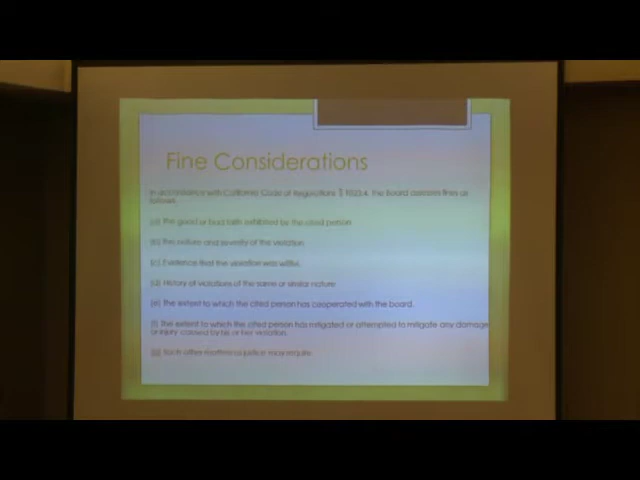 Fine Considerations
In accordance with California Code of Regulations § the board assesses fines as
follows:
(a) The good or bad faith exhibited by the cited person
(b) The nature and severity of the violation
(c) Evidence that the violation was willful.
(d) History of violations of the same or similar nature
(e) The extent to which the cited person has cooperated with the board.
(f) The extent to which the cited person has mitigated or attempted to mitigate any damage
or injury caused by his or her violation.
(g) Such other matters as justice may require